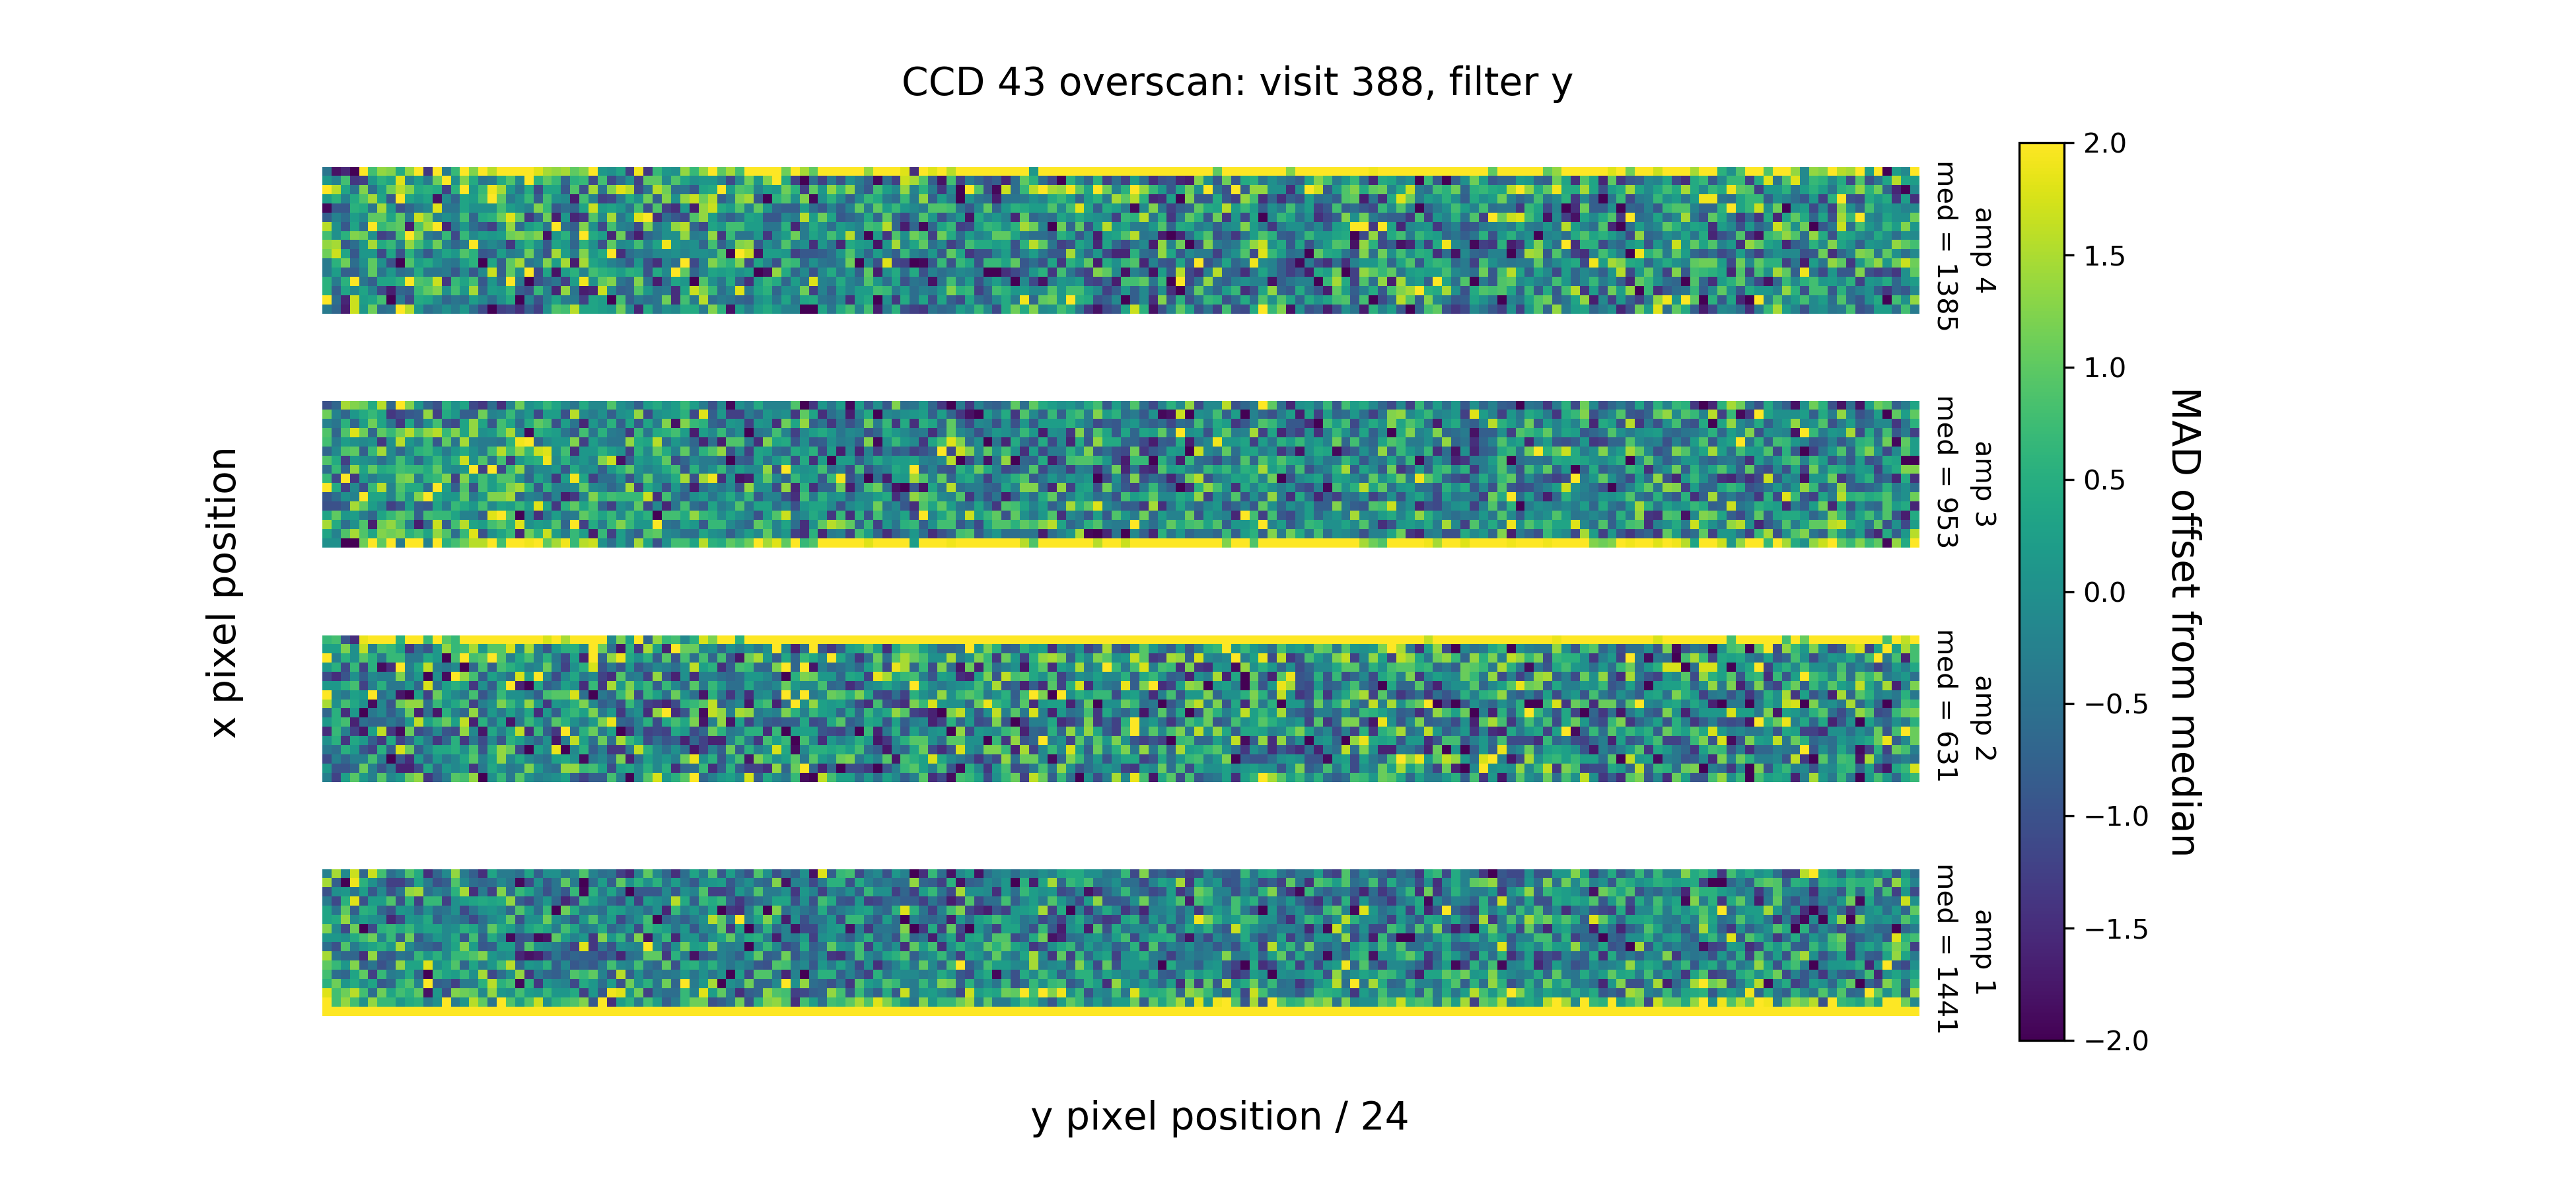 CCD 43 overscan: visit 388, filter y
x pixel position
amp 4
med = 1385
amp 3
med = 953
amp 2
med = 631
amp 1
med = 1441
2.0
1.5
1.0
0.5
0.0
−0.5
−1.0
−1.5
−2.0
MAD offset from median
y pixel position / 24